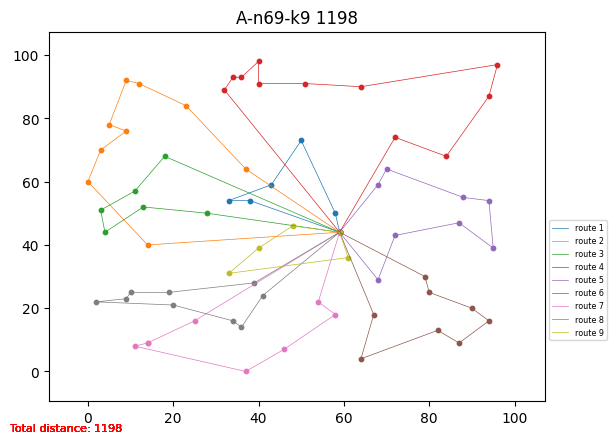 A-n69-k9 1198
100
80
60
40
20
0
0 20 40 60 80 100
route 1
route 2
route 3
route 4
route 5
route 6
route 7
route 8
route 9
Total distance: 1198